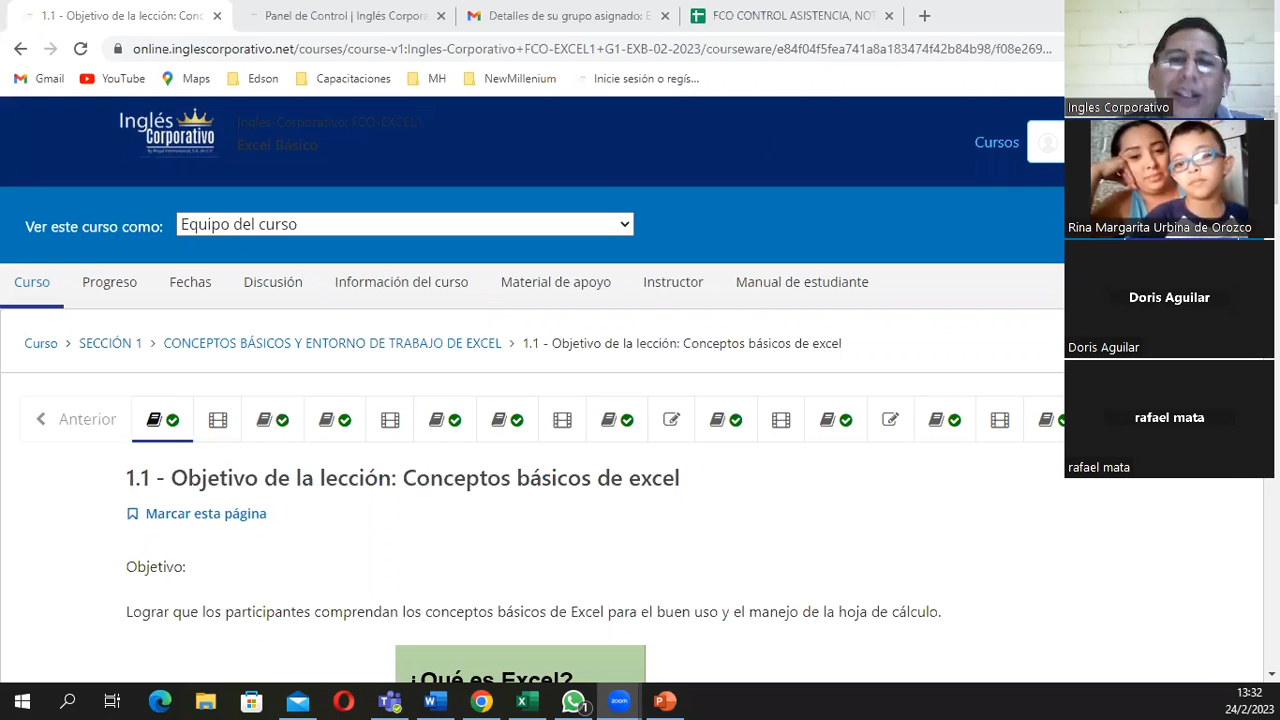 1.1 - Objetivo de la lección: Conc
Panel de Control | Inglés Corpora
Detalles de su grupo asignado: E
FCO CONTROL ASISTENCIA, NOT
online.inglescorporativo.net/courses/course-v1:Ingles-Corporativo+FCO-EXCEL1+G1-EXB-02-2023/courseware/e84f04f5fea741a8a183474f42b84b98/f08e269...
Gmail YouTube Maps Edson Capacitaciones MH NewMillenium Inicie sesión o regís...
Inglés
Corporativo
Ingles-Corporativo: FCO-EXCEL1
Excel Básico
Cursos
Ver este curso como: Equipo del curso
Curso Progreso Fechas Discusión Información del curso Material de apoyo Instructor Manual de estudiante
Curso > SECCIÓN 1 > CONCEPTOS BÁSICOS Y ENTORNO DE TRABAJO DE EXCEL > 1.1 - Objetivo de la lección: Conceptos básicos de excel
Anterior
1.1 - Objetivo de la lección: Conceptos básicos de excel
Marcar esta página
Objetivo:
Lograr que los participantes comprendan los conceptos básicos de Excel para el buen uso y el manejo de la hoja de cálculo.
¿Qué es Excel?
Ingles Corporativo
Rina Margarita Urbina de Orozco
Doris Aguilar
Doris Aguilar
rafael mata
rafael mata
zoom
1
13:32
24/2/2023